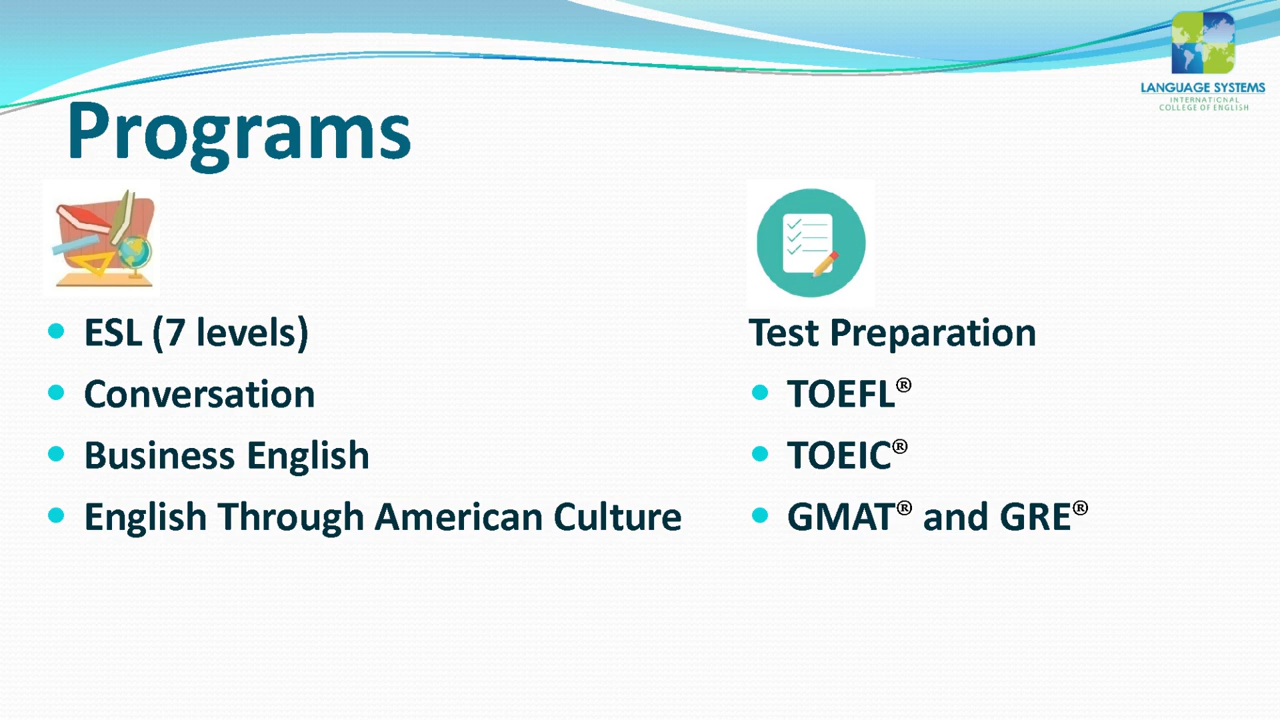 LANGUAGE SYSTEMS
INTERNATIONAL
COLLEGE OF ENGLISH
Programs
ESL (7 levels)
Conversation
Business English
English Through American Culture
Test Preparation
TOEFL®
TOEIC®
GMAT® and GRE®